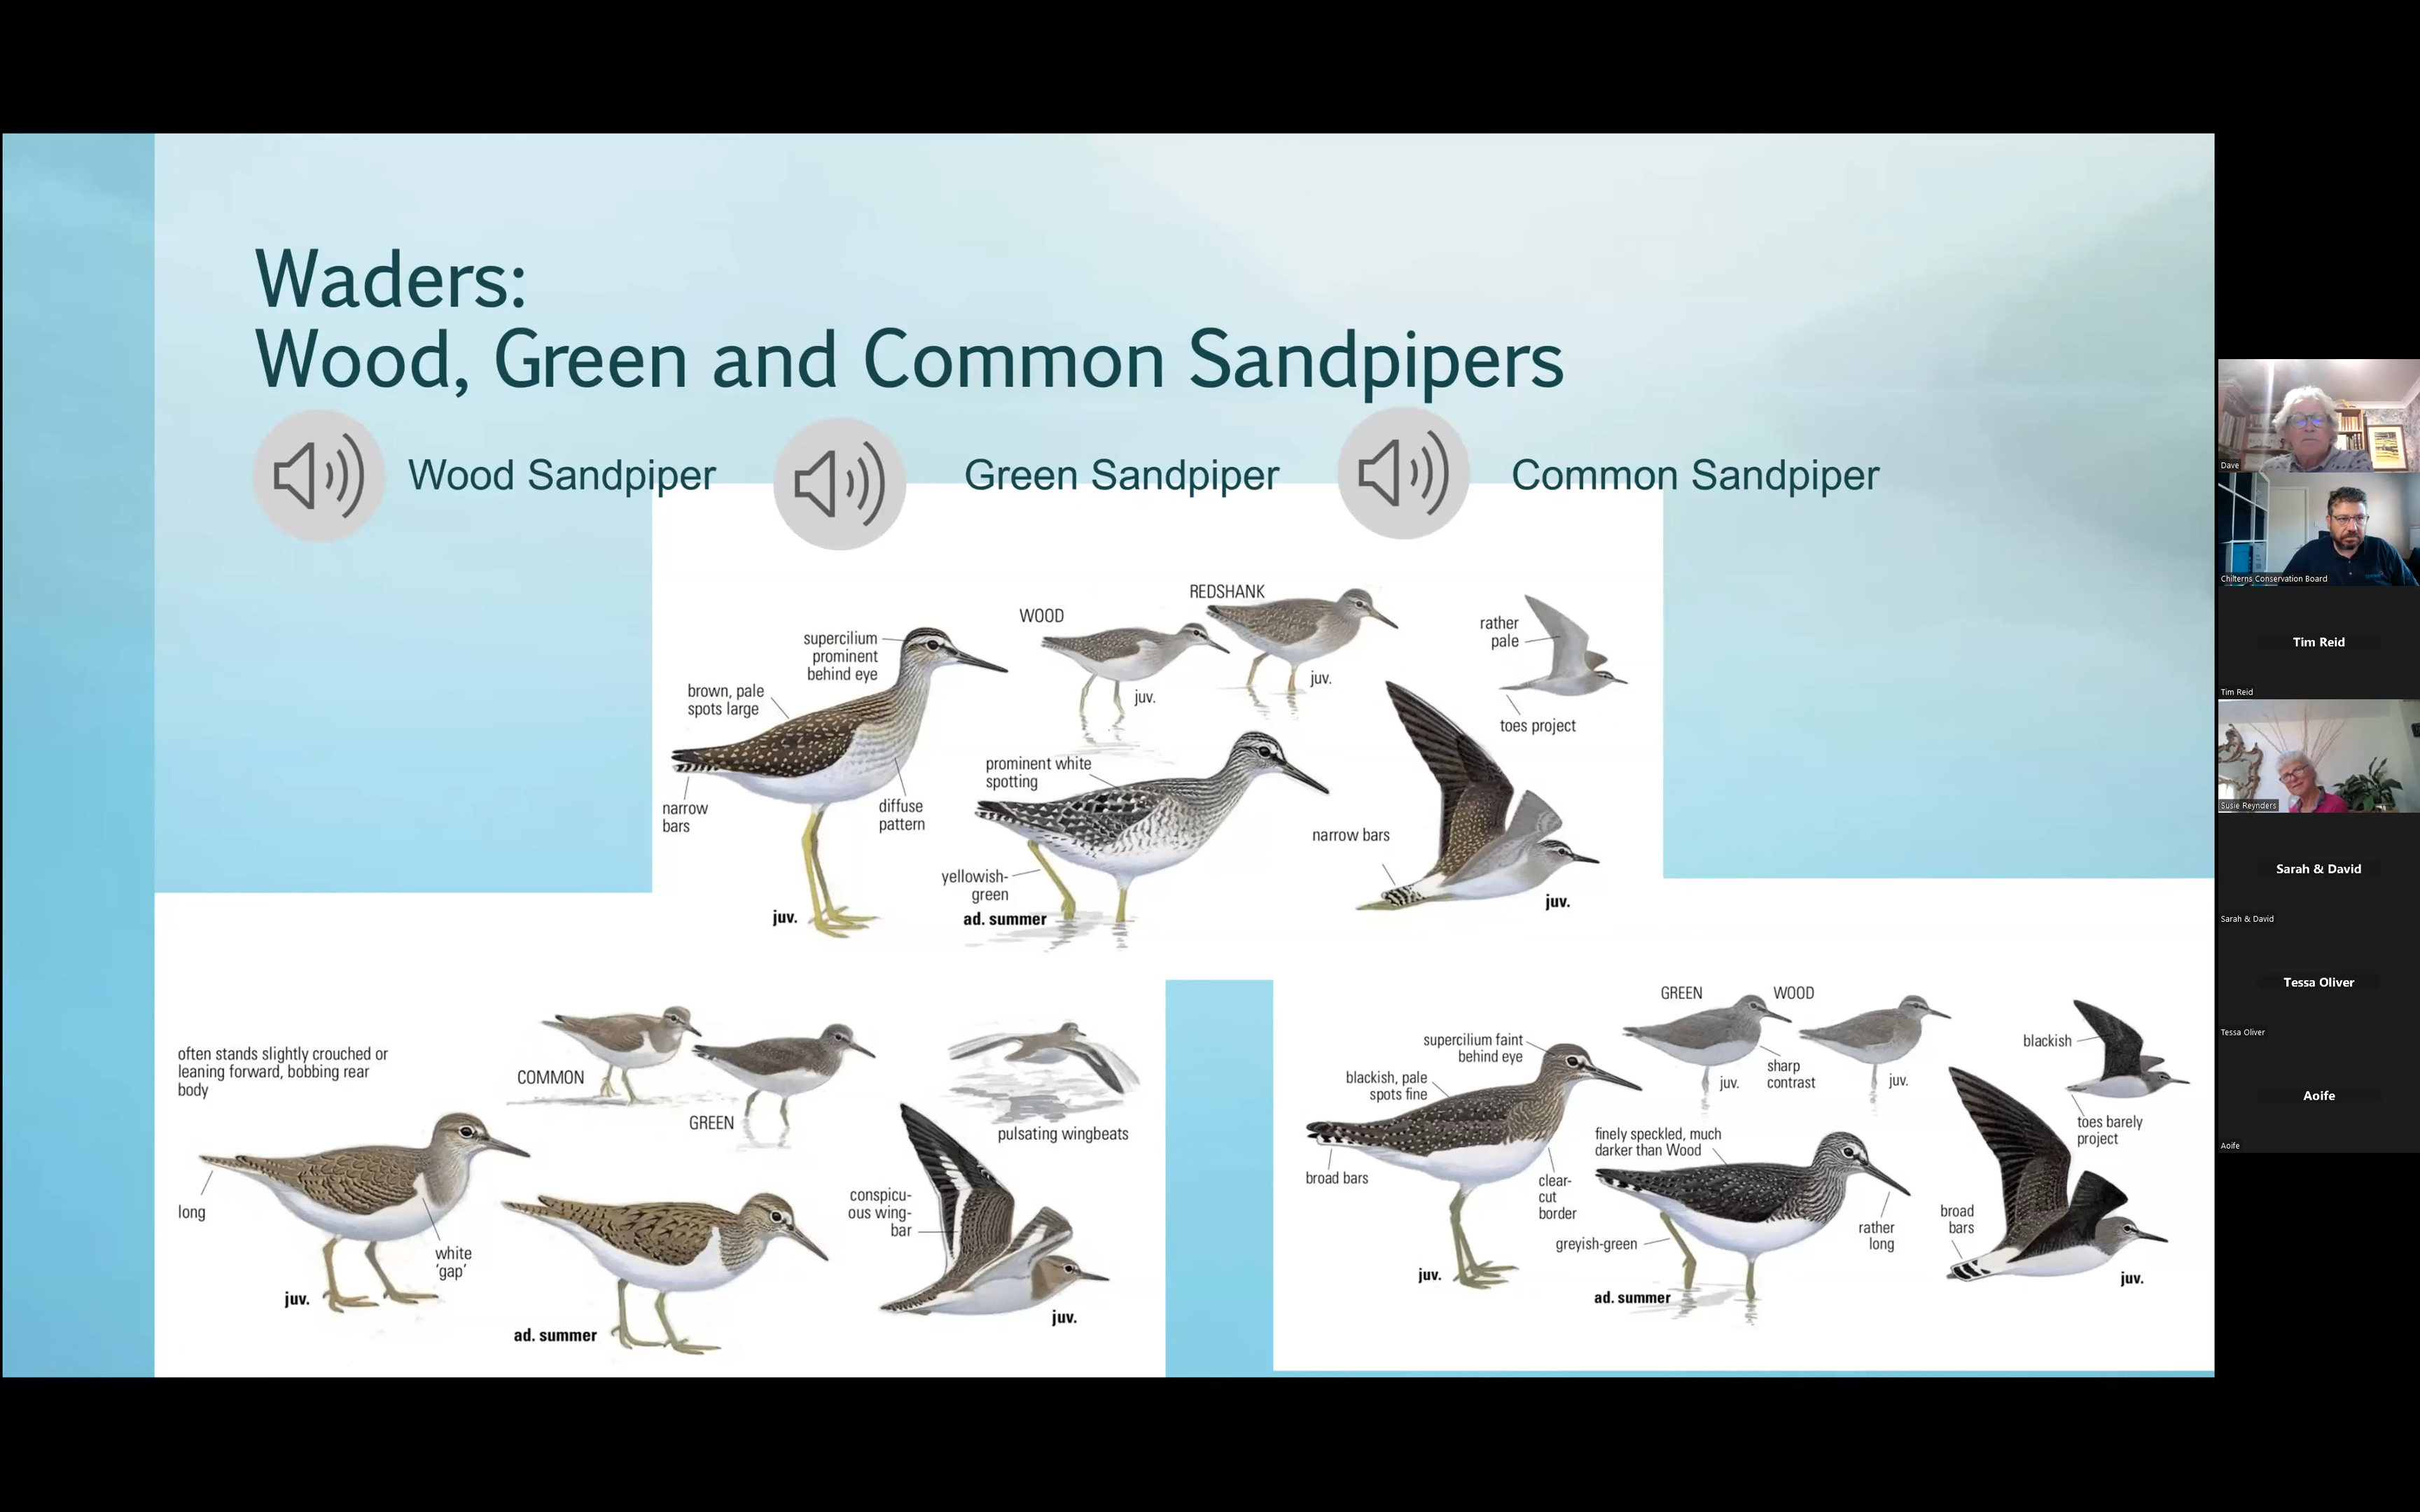 Waders:
Wood, Green and Common Sandpipers
Wood Sandpiper
Green Sandpiper
Common Sandpiper
WOOD
REDSHANK
supercilium
prominent
behind eye
brown, pale
spots large
juv.
juv.
rather
pale
toes project
narrow
bars
diffuse
pattern
prominent white
spotting
yellowish-
green
narrow bars
juv.
ad. summer
juv.
often stands slightly crouched or
leaning forward, bobbing rear
body
COMMON
GREEN
pulsating wingbeats
long
white
'gap'
conspicu-
ous wing-
bar
juv.
ad. summer
juv.
GREEN
WOOD
supercilium faint
behind eye
blackish, pale
spots fine
juv.
sharp
contrast
juv.
blackish
toes barely
project
finely speckled, much
darker than Wood
broad bars
clear-
cut
border
greyish-green
rather
long
broad
bars
juv.
ad. summer
juv.
Dave
Chilterns Conservation Board
Tim Reid
Tim Reid
Susie Reynders
Sarah & David
Sarah & David
Tessa Oliver
Tessa Oliver
Aoife
Aoife